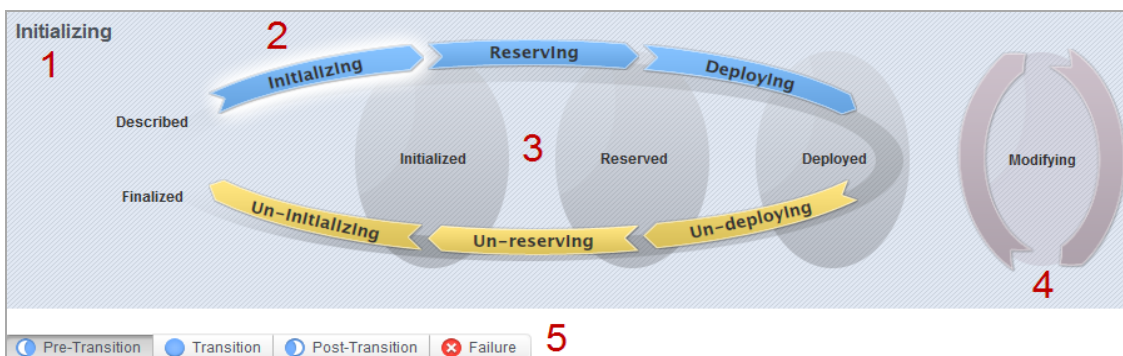 Initializing
1
2
Initializing
Reserving
Deploying
Described
Initialized
3
Reserved
Deployed
Modifying
Finalized
Un-initializing
Un-reserving
Un-deploying
4
Pre-Transition
Transition
Post-Transition
Failure
5